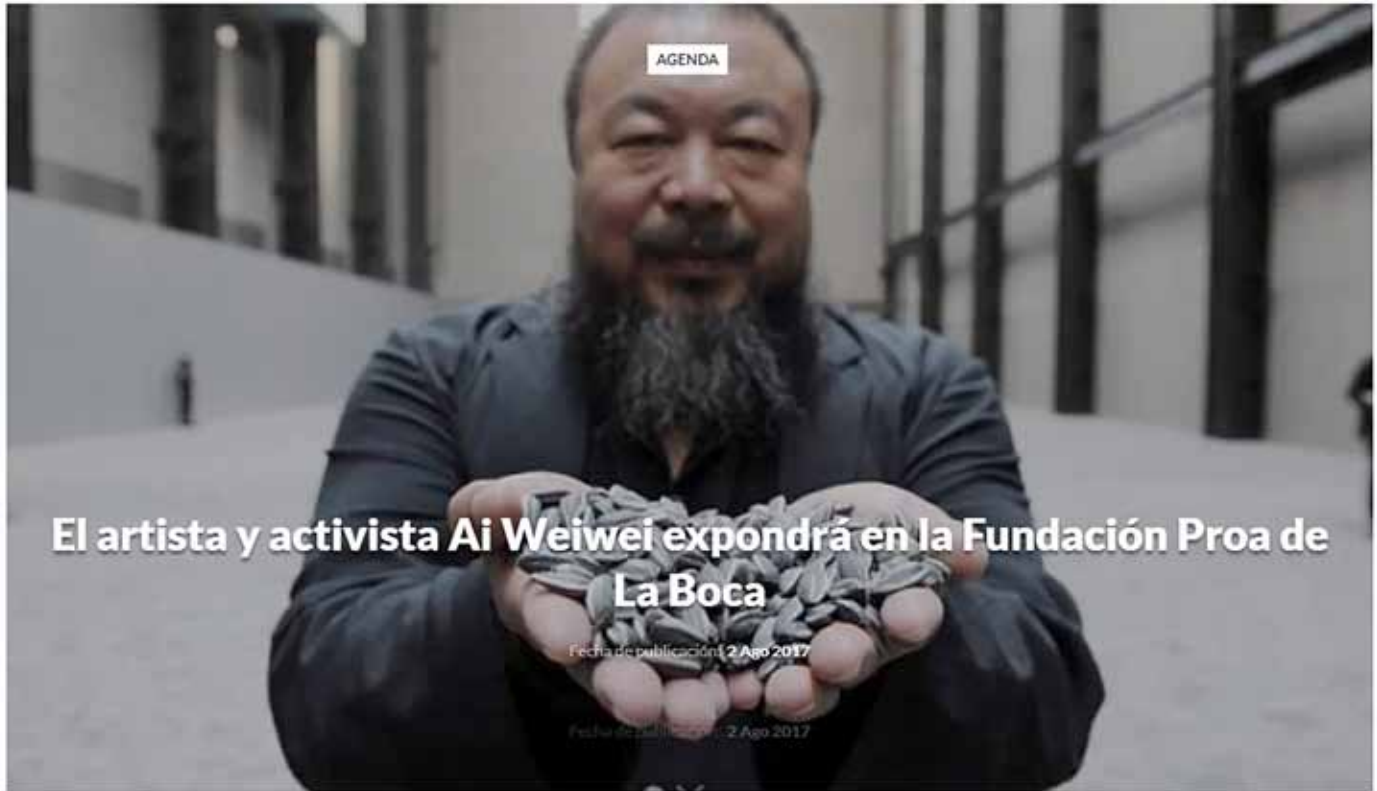 AGENDA
El artista y activista Ai Weiwei expondrá en la Fundación Proa de
La Boca
Fecha de publicación: 2 Ago 2017
Fecha de publicación: 2 Ago 2017